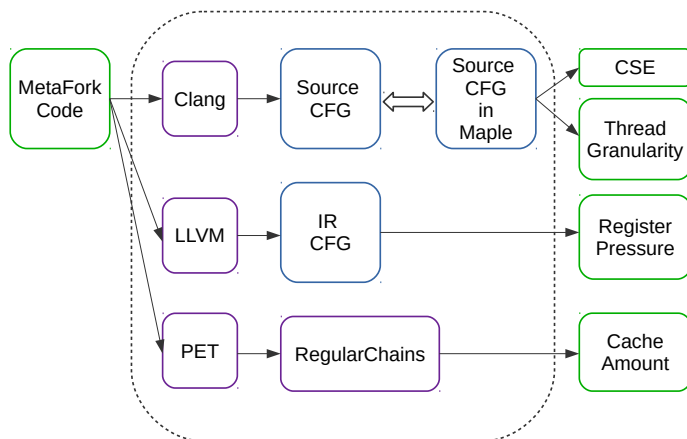 MetaFork
Code
Clang
Source
CFG
Source
CFG
in
Maple
CSE
Thread
Granularity
LLVM
IR
CFG
Register
Pressure
PET
RegularChains
Cache
Amount